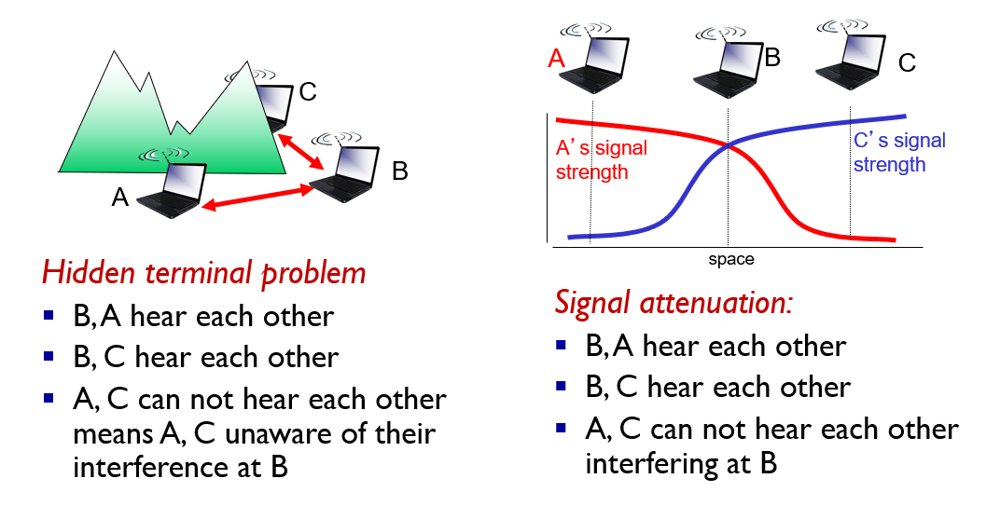 C
B
A
Hidden terminal problem
▪ B, A hear each other
▪ B, C hear each other
▪ A, C can not hear each other
means A, C unaware of their
interference at B
A
B
C
A’s signal
strength
C’s signal
strength
space
Signal attenuation:
▪ B, A hear each other
▪ B, C hear each other
▪ A, C can not hear each other
interfering at B